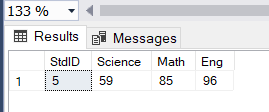 133 %
Results Messages
StdID Science Math Eng
1 5 59 85 96